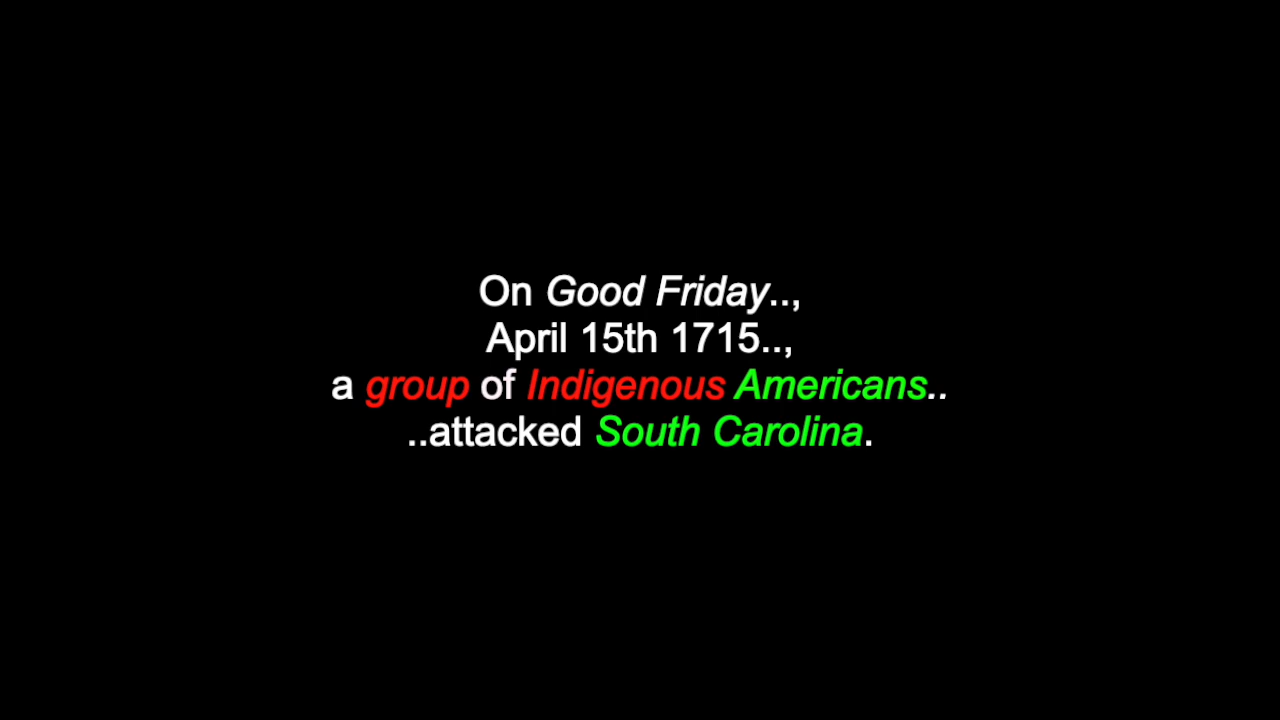 On Good Friday..,
April 15th 1715..,
a group of Indigenous Americans..
..attacked South Carolina.